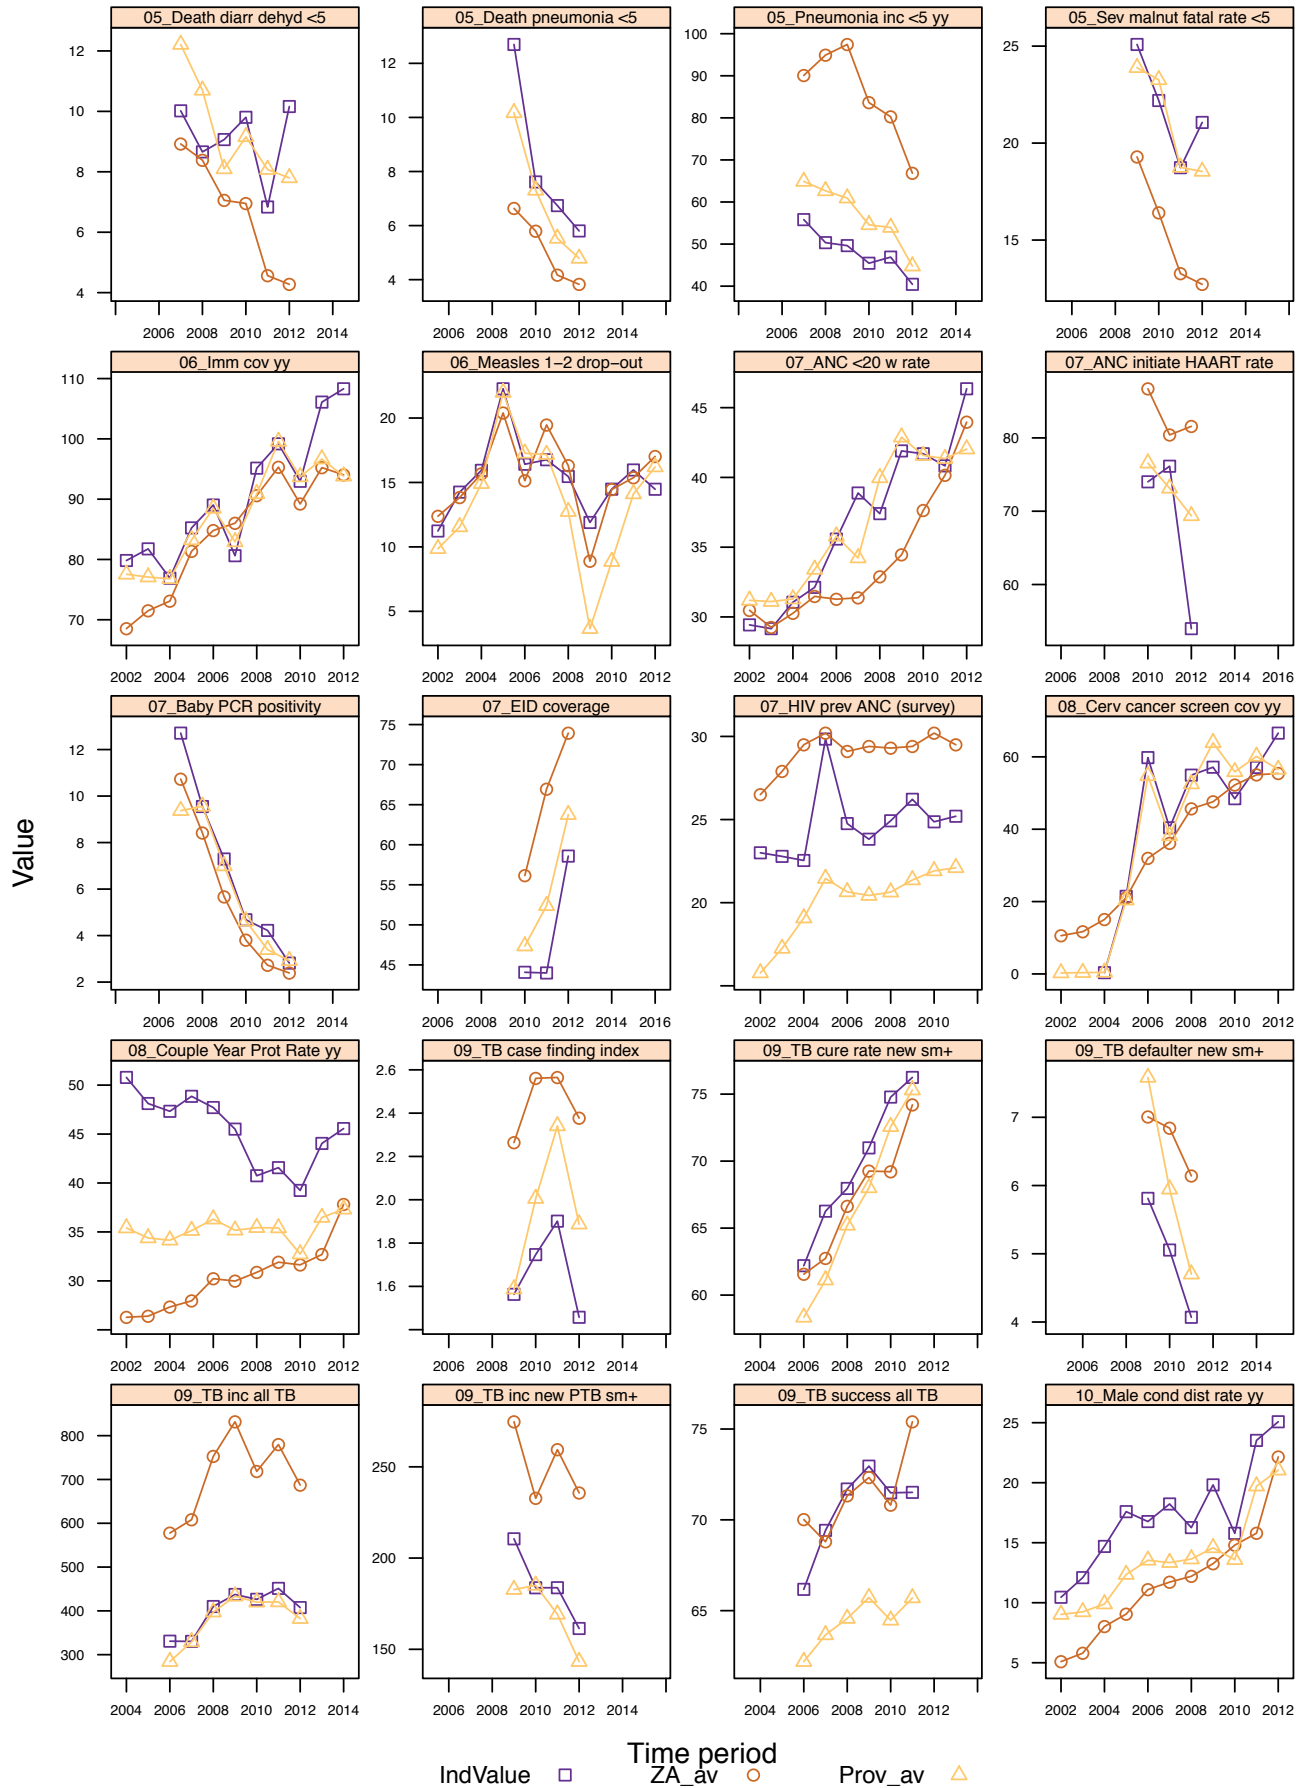 05_Death diarr dehyd <5
05_Death pneumonia <5
05_Pneumonia inc <5 yy
05_Sev malnut fatal rate <5
12
10
8
6
4
12
10
8
6
4
100
90
80
70
60
50
40
25
20
15
2006 2008 2010 2012 2014
2006 2008 2010 2012 2014
2006 2008 2010 2012 2014
2006 2008 2010 2012 2014
06_Imm cov yy
06_Measles 1−2 drop−out
07_ANC <20 w rate
07_ANC initiate HAART rate
110
100
90
80
70
20
15
10
5
45
40
35
30
80
70
60
2002 2004 2006 2008 2010 2012
2002 2004 2006 2008 2010 2012
2002 2004 2006 2008 2010 2012
2006 2008 2010 2012 2014 2016
07_Baby PCR positivity
07_EID coverage
07_HIV prev ANC (survey)
08_Cerv cancer screen cov yy
12
10
8
6
4
2
75
70
65
60
55
50
45
30
25
20
60
40
20
0
2006 2008 2010 2012 2014
2006 2008 2010 2012 2014 2016
2002 2004 2006 2008 2010
2002 2004 2006 2008 2010 2012
Value
08_Couple Year Prot Rate yy
09_TB case finding index
09_TB cure rate new sm+
09_TB defaulter new sm+
50
45
40
35
30
2.6
2.4
2.2
2.0
1.8
1.6
75
70
65
60
7
6
5
4
2002 2004 2006 2008 2010 2012
2006 2008 2010 2012 2014
2004 2006 2008 2010 2012
2006 2008 2010 2012 2014
09_TB inc all TB
09_TB inc new PTB sm+
09_TB success all TB
10_Male cond dist rate yy
800
700
600
500
400
300
250
200
150
75
70
65
25
20
15
10
5
2004 2006 2008 2010 2012 2014
2006 2008 2010 2012 2014
2004 2006 2008 2010 2012
2002 2004 2006 2008 2010 2012
Time period
IndValue ZA_av Prov_av